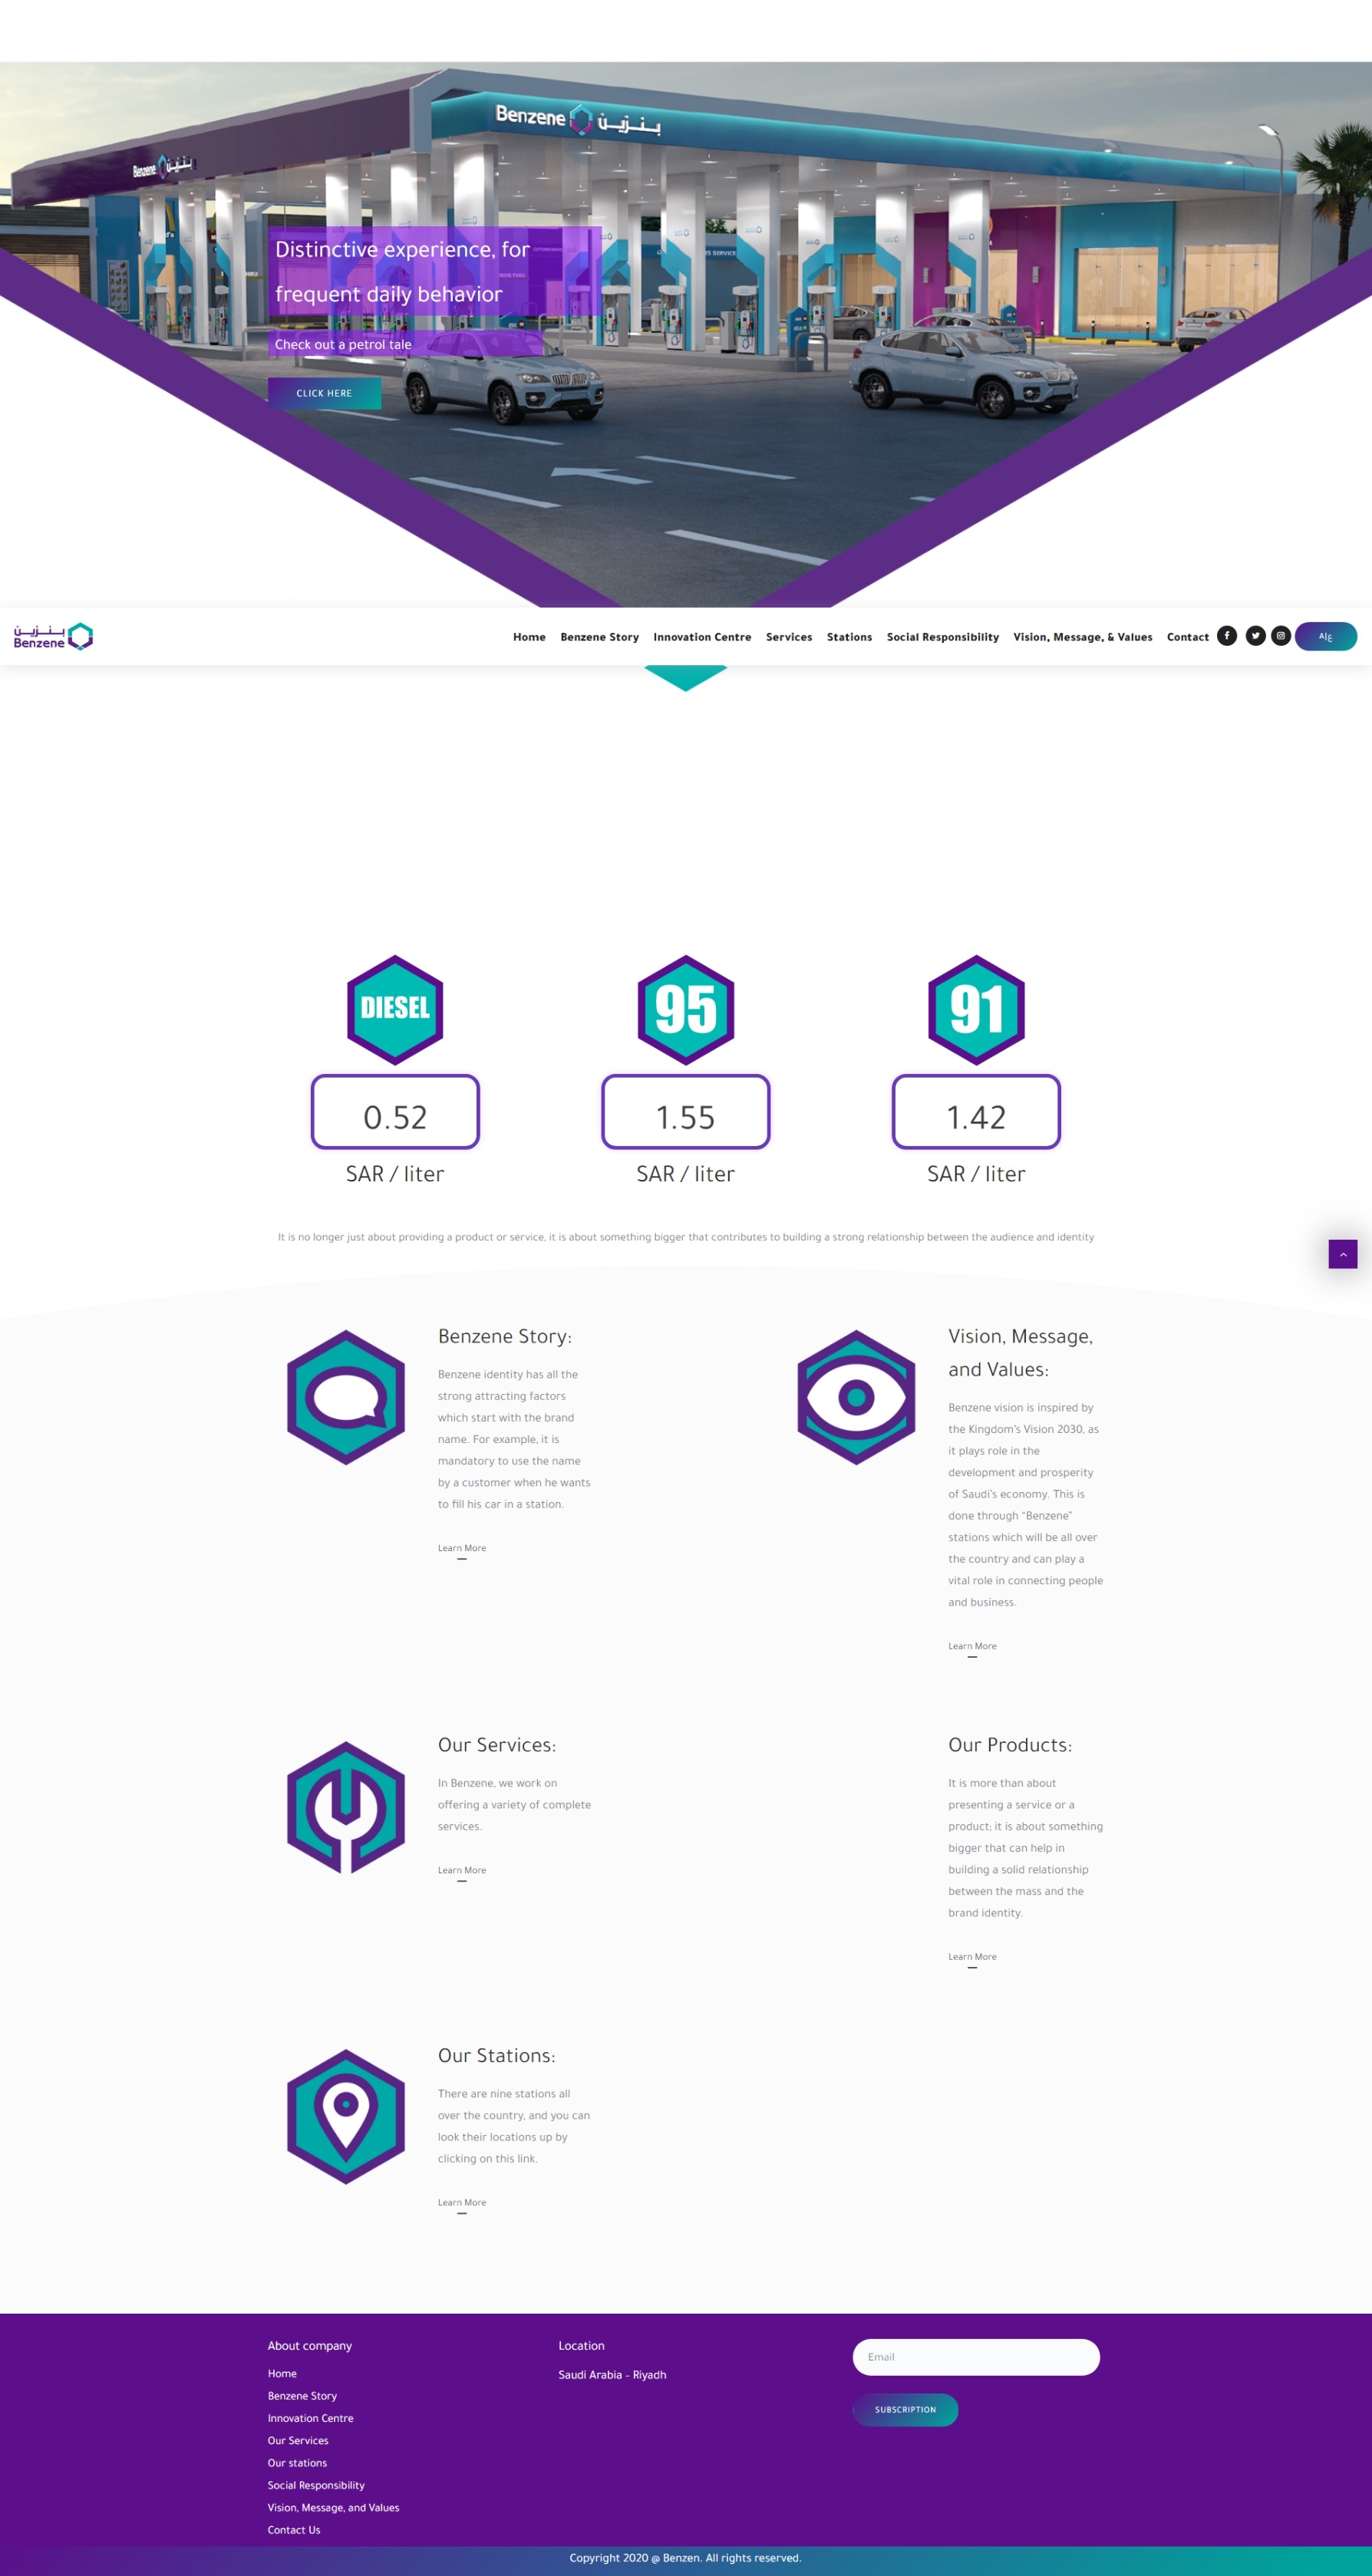 Benzene بنزين
Benzene بنزين
Distinctive experience, for
frequent daily behavior
Check out a petrol tale
CLICK HERE
بنزين
Benzene
Home Benzene Story Innovation Centre Services Stations Social Responsibility Vision, Message, & Values Contact
DIESEL 95 91
0.52 1.55 1.42
SAR / liter SAR / liter SAR / liter
It is no longer just about providing a product or service, it is about something bigger that contributes to building a strong relationship between the audience and identity
Benzene Story:
Benzene identity has all the
strong attracting factors
which start with the brand
name. For example, it is
mandatory to use the name
by a customer when he wants
to fill his car in a station.
Learn More
Vision, Message,
and Values:
Benzene vision is inspired by
the Kingdom's Vision 2030, as
it plays role in the
development and prosperity
of Saudi's economy. This is
done through "Benzene"
stations which will be all over
the country and can play a
vital role in connecting people
and business.
Learn More
Our Services:
In Benzene, we work on
offering a variety of complete
services.
Learn More
Our Products:
It is more than about
presenting a service or a
product; it is about something
bigger that can help in
building a solid relationship
between the mass and the
brand identity.
Learn More
Our Stations:
There are nine stations all
over the country, and you can
look their locations up by
clicking on this link.
Learn More
About company
Home
Benzene Story
Innovation Centre
Our Services
Our stations
Social Responsibility
Vision, Message, and Values
Contact Us
Location
Saudi Arabia - Riyadh
Email
SUBSCRIPTION
Copyright 2020 @ Benzen. All rights reserved.